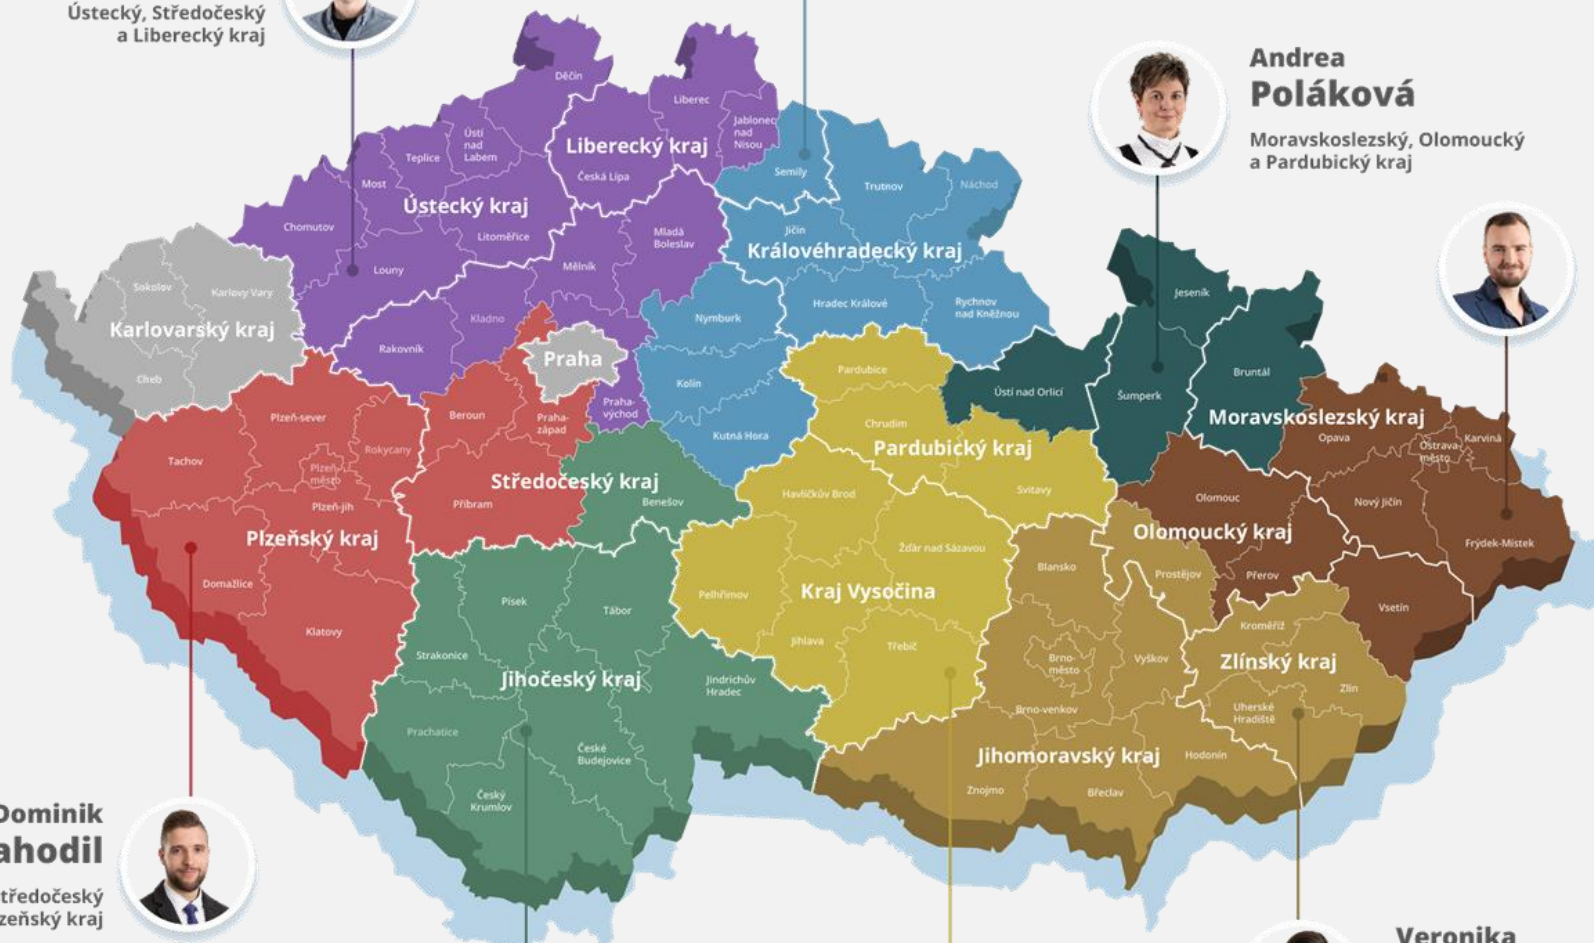 Ústecký, Středočeský
a Liberecký kraj
Andrea
Poláková
Moravskoslezský, Olomoucký
a Pardubický kraj
Děčín
Liberec
Jablonec
nad
Nisou
Ústí
nad
Labem
Liberecký kraj
Teplice
Česká Lípa
Semily
Most
Trutnov
Náchod
Ústecký kraj
Chomutov
Litoměřice
Mladá
Boleslav
Jičín
Královéhradecký kraj
Louny
Mělník
Sokolov
Karlovy Vary
Jeseník
Karlovarský kraj
Kladno
Nymburk
Hradec Králové
Rychnov
nad Kněžnou
Rakovník
Praha
Cheb
Kolín
Pardubice
Ústí nad Orlicí
Šumperk
Bruntál
Plzeň-sever
Beroun
Praha-
západ
Praha-
východ
Kutná Hora
Chrudim
Pardubický kraj
Moravskoslezský kraj
Opava
Ostrava-
město
Karviná
Tachov
Rokycany
Plzeň-
město
Plzeň-jih
Středočeský kraj
Příbram
Benešov
Havlíčkův Brod
Svitavy
Olomouc
Nový Jičín
Plzeňský kraj
Olomoucký kraj
Frýdek-Místek
Žďár nad Sázavou
Blansko
Prostějov
Přerov
Domažlice
Písek
Tábor
Pelhřimov
Kraj Vysočina
Vsetín
Klatovy
Strakonice
Jihlava
Třebíč
Kroměříž
Brno-
město
Vyškov
Zlínský kraj
Jihočeský kraj
Jindrichův
Hradec
Zlín
Brno-venkov
Uherské
Hradiště
Prachatice
České
Budejovice
Jihomoravský kraj
Hodonín
Český
Krumlov
Znojmo
Břeclav
Dominik
ahodil
tředočeský
zeňský kraj
Veronika